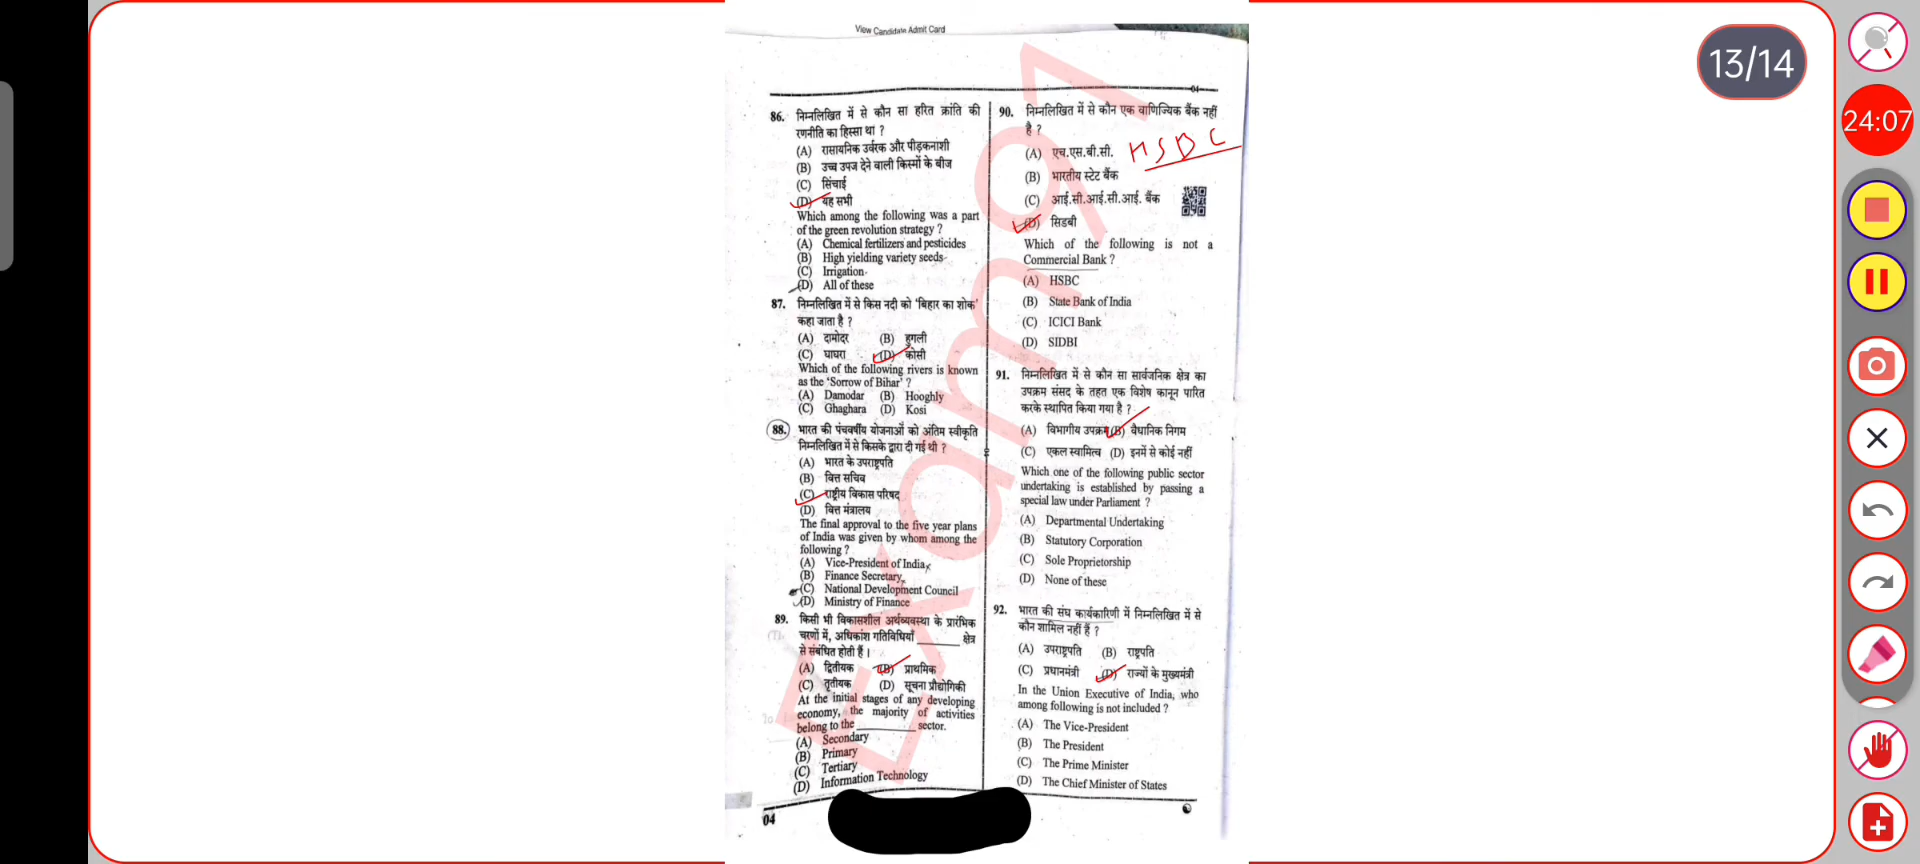 View Candidate Admit Card
13/14
24:07
86. निम्नलिखित में से कौन सा हरित क्रांति की
रणनीति का हिस्सा था ?
(A) रासायनिक उर्वरक और पीड़कनाशी
(B) उच्च उपज देने वाली किस्मों के बीज
(C) सिंचाई
(D) यह सभी
Which among the following was a part
of the green revolution strategy ?
(A) Chemical fertilizers and pesticides
(B) High yielding variety seeds
(C) Irrigation
(D) All of these
87. निम्नलिखित में से किस नदी को 'बिहार का शोक'
कहा जाता है ?
(A) दामोदर (B) हुगली
(C) घाघरा (D) कोसी
Which of the following rivers is known
as the 'Sorrow of Bihar' ?
(A) Damodar (B) Hooghly
(C) Ghaghara (D) Kosi
88. भारत की पंचवर्षीय योजनाओं को अंतिम स्वीकृति
निम्नलिखित में से किसके द्वारा दी गई थी ?
(A) भारत के उपराष्ट्रपति
(B) वित्त सचिव
(C) राष्ट्रीय विकास परिषद
(D) वित्त मंत्रालय
The final approval to the five year plans
of India was given by whom among the
following ?
(A) Vice-President of India
(B) Finance Secretary
(C) National Development Council
(D) Ministry of Finance
89. किसी भी विकासशील अर्थव्यवस्था के प्रारंभिक
चरणों में, अधिकांश गतिविधियाँ ______ क्षेत्र
से संबंधित होती हैं ।
(A) द्वितीयक (B) प्राथमिक
(C) तृतीयक (D) सूचना प्रौद्योगिकी
At the initial stages of any developing
economy, the majority of activities
belong to the ________ sector.
(A) Secondary
(B) Primary
(C) Tertiary
(D) Information Technology
04
90. निम्नलिखित में से कौन एक वाणिज्यिक बैंक नहीं
है ?
(A) एच.एस.बी.सी. HSBC
(B) भारतीय स्टेट बैंक
(C) आई.सी.आई.सी.आई. बैंक
(D) सिडबी
Which of the following is not a
Commercial Bank ?
(A) HSBC
(B) State Bank of India
(C) ICICI Bank
(D) SIDBI
91. निम्नलिखित में से कौन सा सार्वजनिक क्षेत्र का
उपक्रम संसद के तहत एक विशेष कानून पारित
करके स्थापित किया गया है ?
(A) विभागीय उपक्रम (B) वैधानिक निगम
(C) एकल स्वामित्व (D) इनमें से कोई नहीं
Which one of the following public sector
undertaking is established by passing a
special law under Parliament ?
(A) Departmental Undertaking
(B) Statutory Corporation
(C) Sole Proprietorship
(D) None of these
92. भारत की संघ कार्यकारिणी में निम्नलिखित में से
कौन शामिल नहीं हैं ?
(A) उपराष्ट्रपति (B) राष्ट्रपति
(C) प्रधानमंत्री (D) राज्यों के मुख्यमंत्री
In the Union Executive of India, who
among following is not included ?
(A) The Vice-President
(B) The President
(C) The Prime Minister
(D) The Chief Minister of States